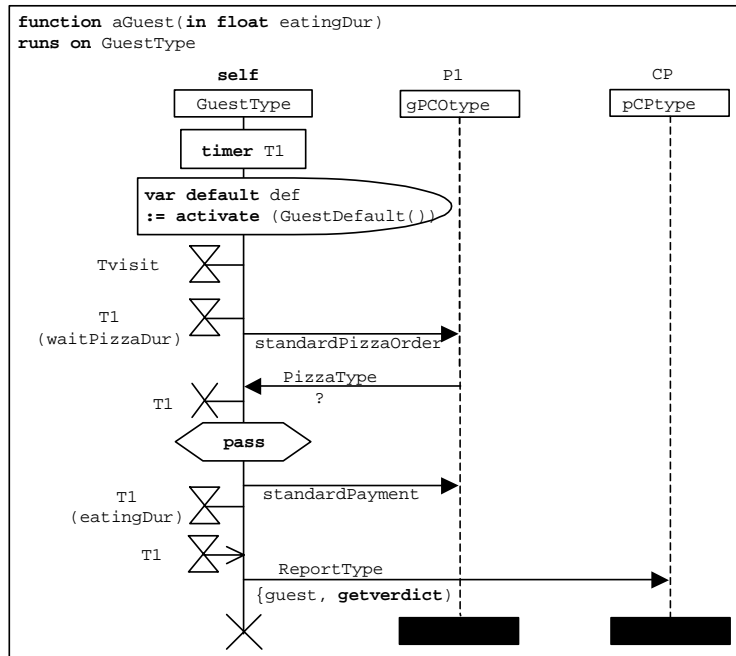 function aGuest(in float eatingDur)
runs on GuestType
self P1 CP
GuestType gPCOtype pCPtype
timer T1
var default def
:= activate (GuestDefault())
Tvisit
T1
(waitPizzaDur)
standardPizzaOrder
PizzaType
?
T1
pass
standardPayment
T1
(eatingDur)
T1
ReportType
{guest, getverdict)